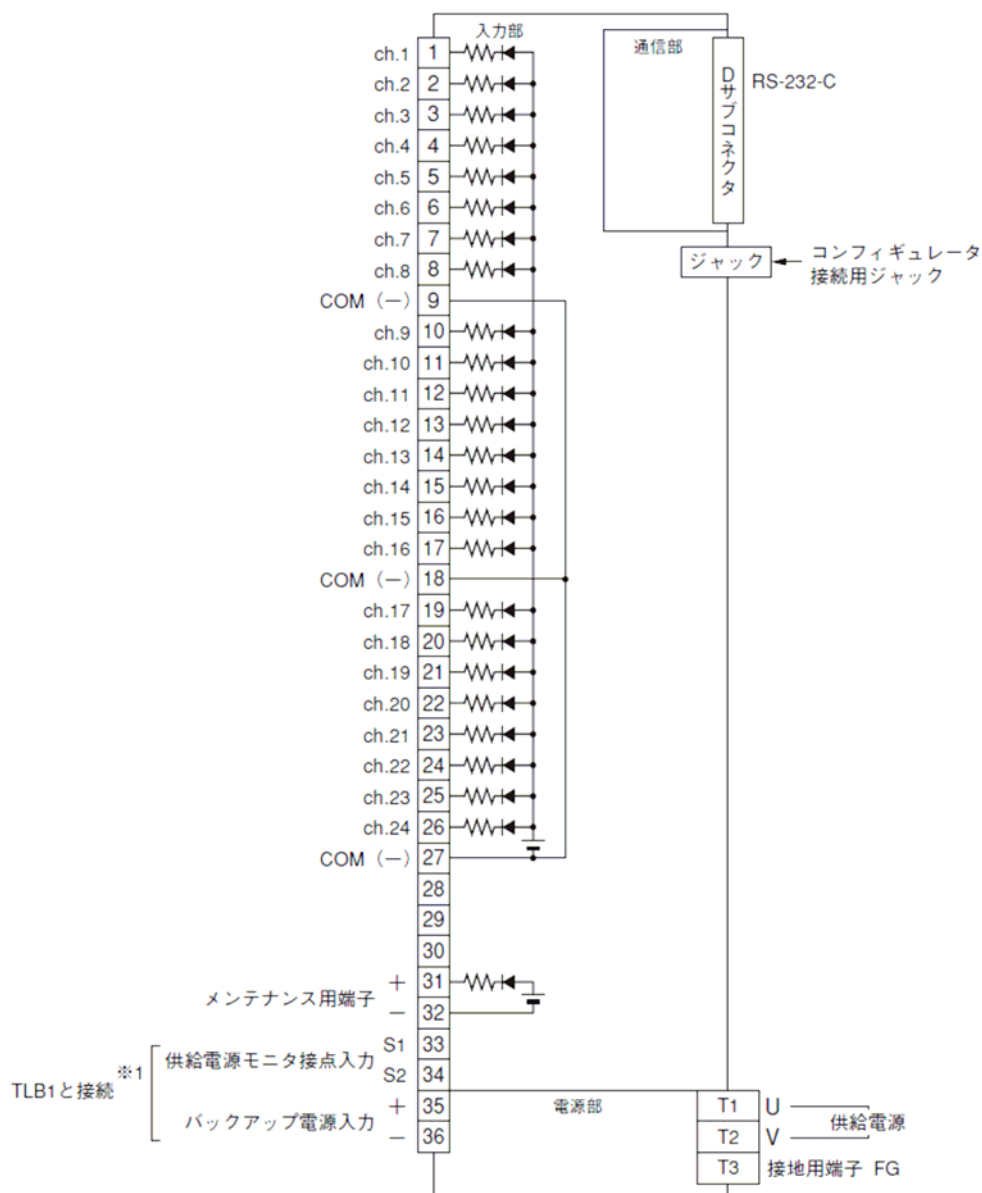 入力部
通信部
ch.1 1
Dサブコネクタ
RS-232-C
ch.2 2
ch.3 3
ch.4 4
ch.5 5
ch.6 6
ch.7 7
ch.8 8
ジャック
コンフィギュレータ
接続用ジャック
COM（－） 9
ch.9 10
ch.10 11
ch.11 12
ch.12 13
ch.13 14
ch.14 15
ch.15 16
ch.16 17
COM（－） 18
ch.17 19
ch.18 20
ch.19 21
ch.20 22
ch.21 23
ch.22 24
ch.23 25
ch.24 26
COM（－） 27
28
29
30
メンテナンス用端子
＋ 31
－ 32
TLB1と接続 ※1
供給電源モニタ接点入力
S1 33
S2 34
バックアップ電源入力
＋ 35
－ 36
電源部
T1 U
T2 V
供給電源
T3 接地用端子 FG